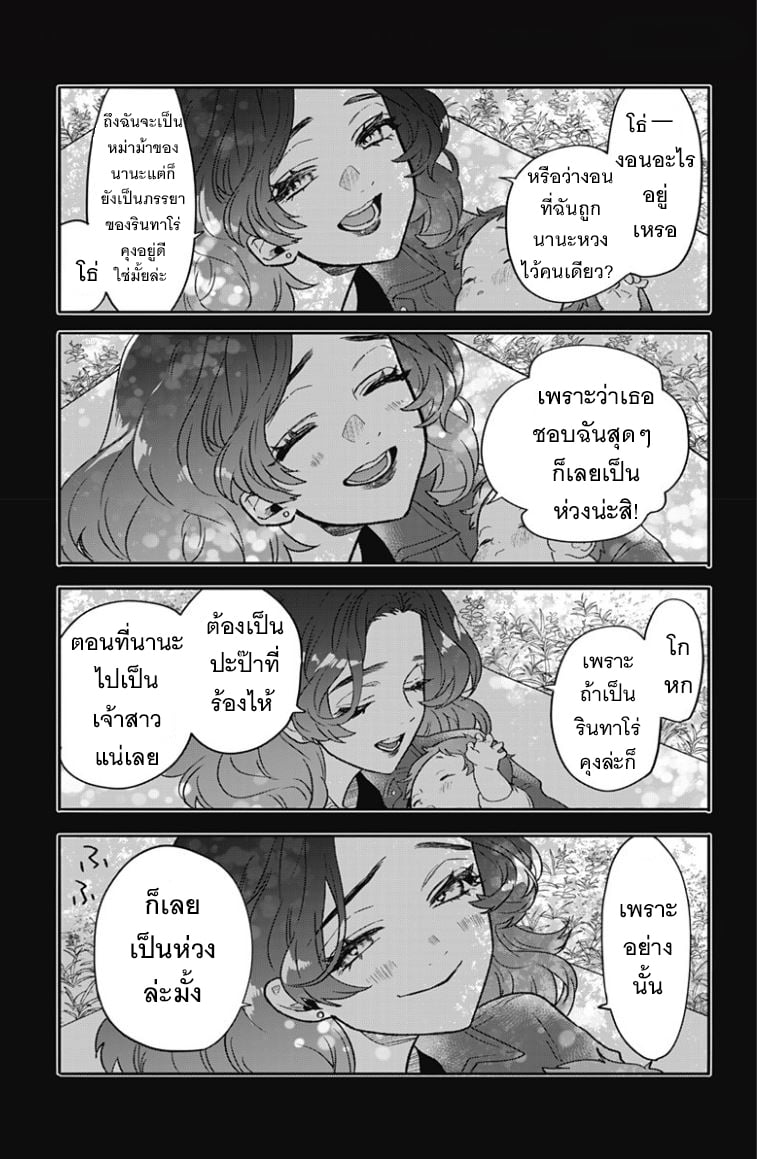 โธ่—
งอนอะไร
อยู่
เหรอ
หรือว่างอน
ที่ฉันถูก
นานะหวง
ไว้คนเดียว?
ถึงฉันจะเป็น
หม่าม้าของ
นานะแต่ก็
ยังเป็นภรรยา
ของรินทาโร่
คุงอยู่ดี
ใช่มั้ยล่ะ
โธ่
เพราะว่าเธอ
ชอบฉันสุดๆ
ก็เลยเป็น
ห่วงน่ะสิ!
โก
หก
เพราะ
ถ้าเป็น
รินทาโร่
คุงล่ะก็
ต้องเป็น
ปะป๊าที่
ร้องไห้
ตอนที่นานะ
ไปเป็น
เจ้าสาว
แน่เลย
เพราะ
อย่าง
นั้น
ก็เลย
เป็นห่วง
ล่ะมั้ง
ふふ